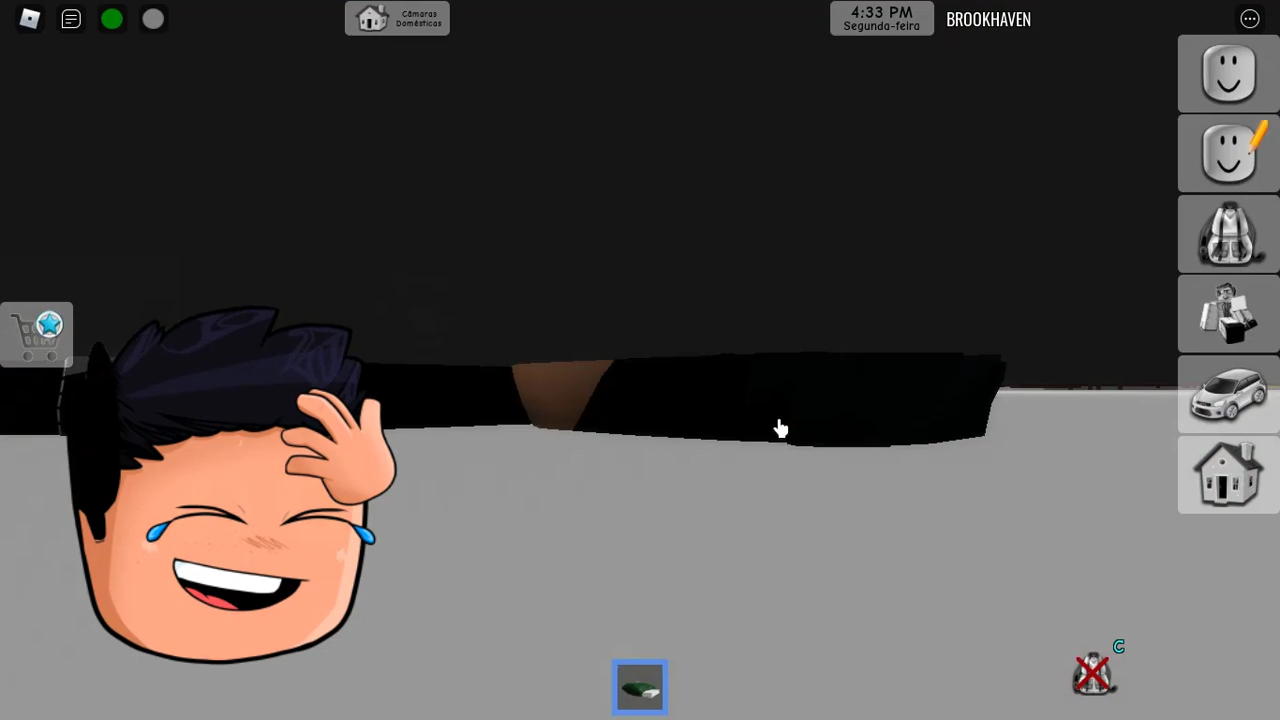 Câmaras
Domésticas
4:33 PM
Segunda-feira
BROOKHAVEN
C